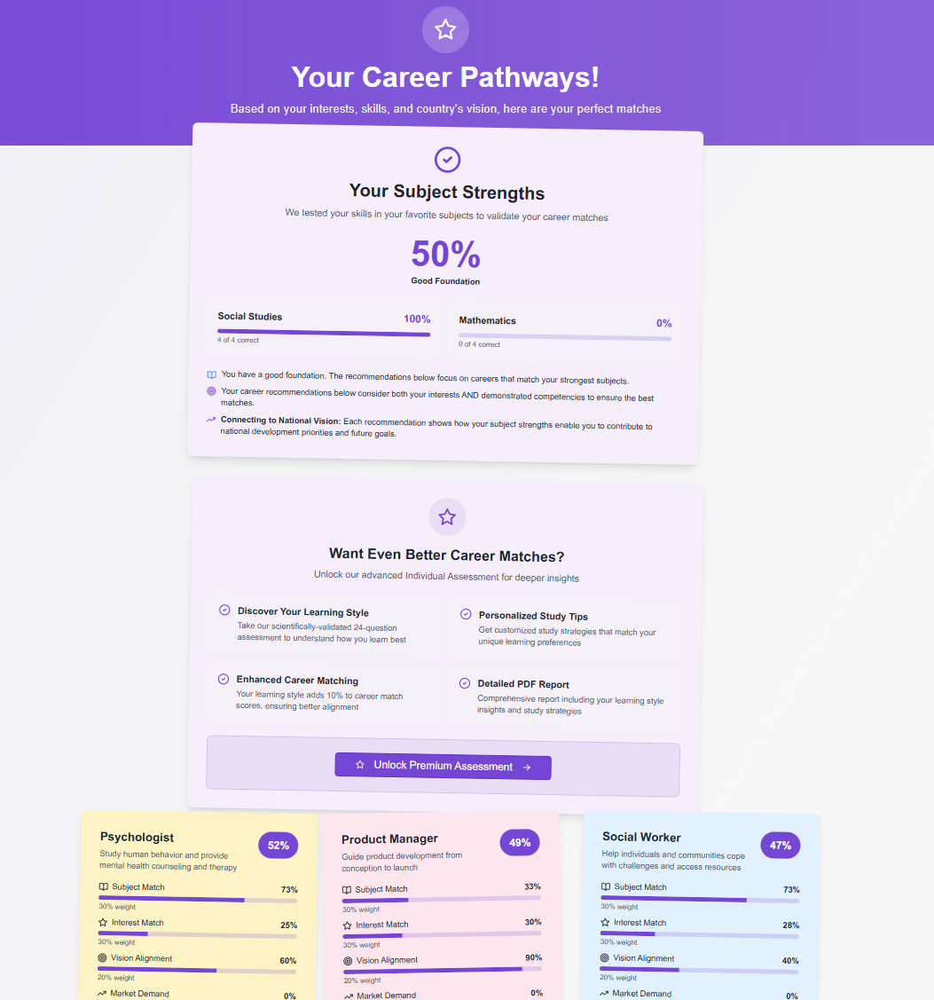 Your Career Pathways!
Based on your interests, skills, and country's vision, here are your perfect matches
Your Subject Strengths
We tested your skills in your favorite subjects to validate your career matches
50%
Good Foundation
Social Studies 100%
4 of 4 correct
Mathematics 0%
0 of 4 correct
You have a good foundation. The recommendations below focus on careers that match your strongest subjects.
Your career recommendations below consider both your interests AND demonstrated competencies to ensure the best
matches.
Connecting to National Vision: Each recommendation shows how your subject strengths enable you to contribute to
national development priorities and future goals.
Want Even Better Career Matches?
Unlock our advanced Individual Assessment for deeper insights
Discover Your Learning Style
Take our scientifically-validated 24-question
assessment to understand how you learn best
Personalized Study Tips
Get customized study strategies that match your
unique learning preferences
Enhanced Career Matching
Your learning style adds 10% to career match
scores, ensuring better alignment
Detailed PDF Report
Comprehensive report including your learning style
insights and study strategies
Unlock Premium Assessment
Psychologist 52%
Study human behavior and provide
mental health counseling and therapy
Subject Match 73%
30% weight
Interest Match 25%
30% weight
Vision Alignment 60%
20% weight
Market Demand 0%
Product Manager 49%
Guide product development from
conception to launch
Subject Match 33%
30% weight
Interest Match 30%
30% weight
Vision Alignment 90%
20% weight
Market Demand 0%
Social Worker 47%
Help individuals and communities cope
with challenges and access resources
Subject Match 73%
30% weight
Interest Match 28%
30% weight
Vision Alignment 40%
20% weight
Market Demand 0%